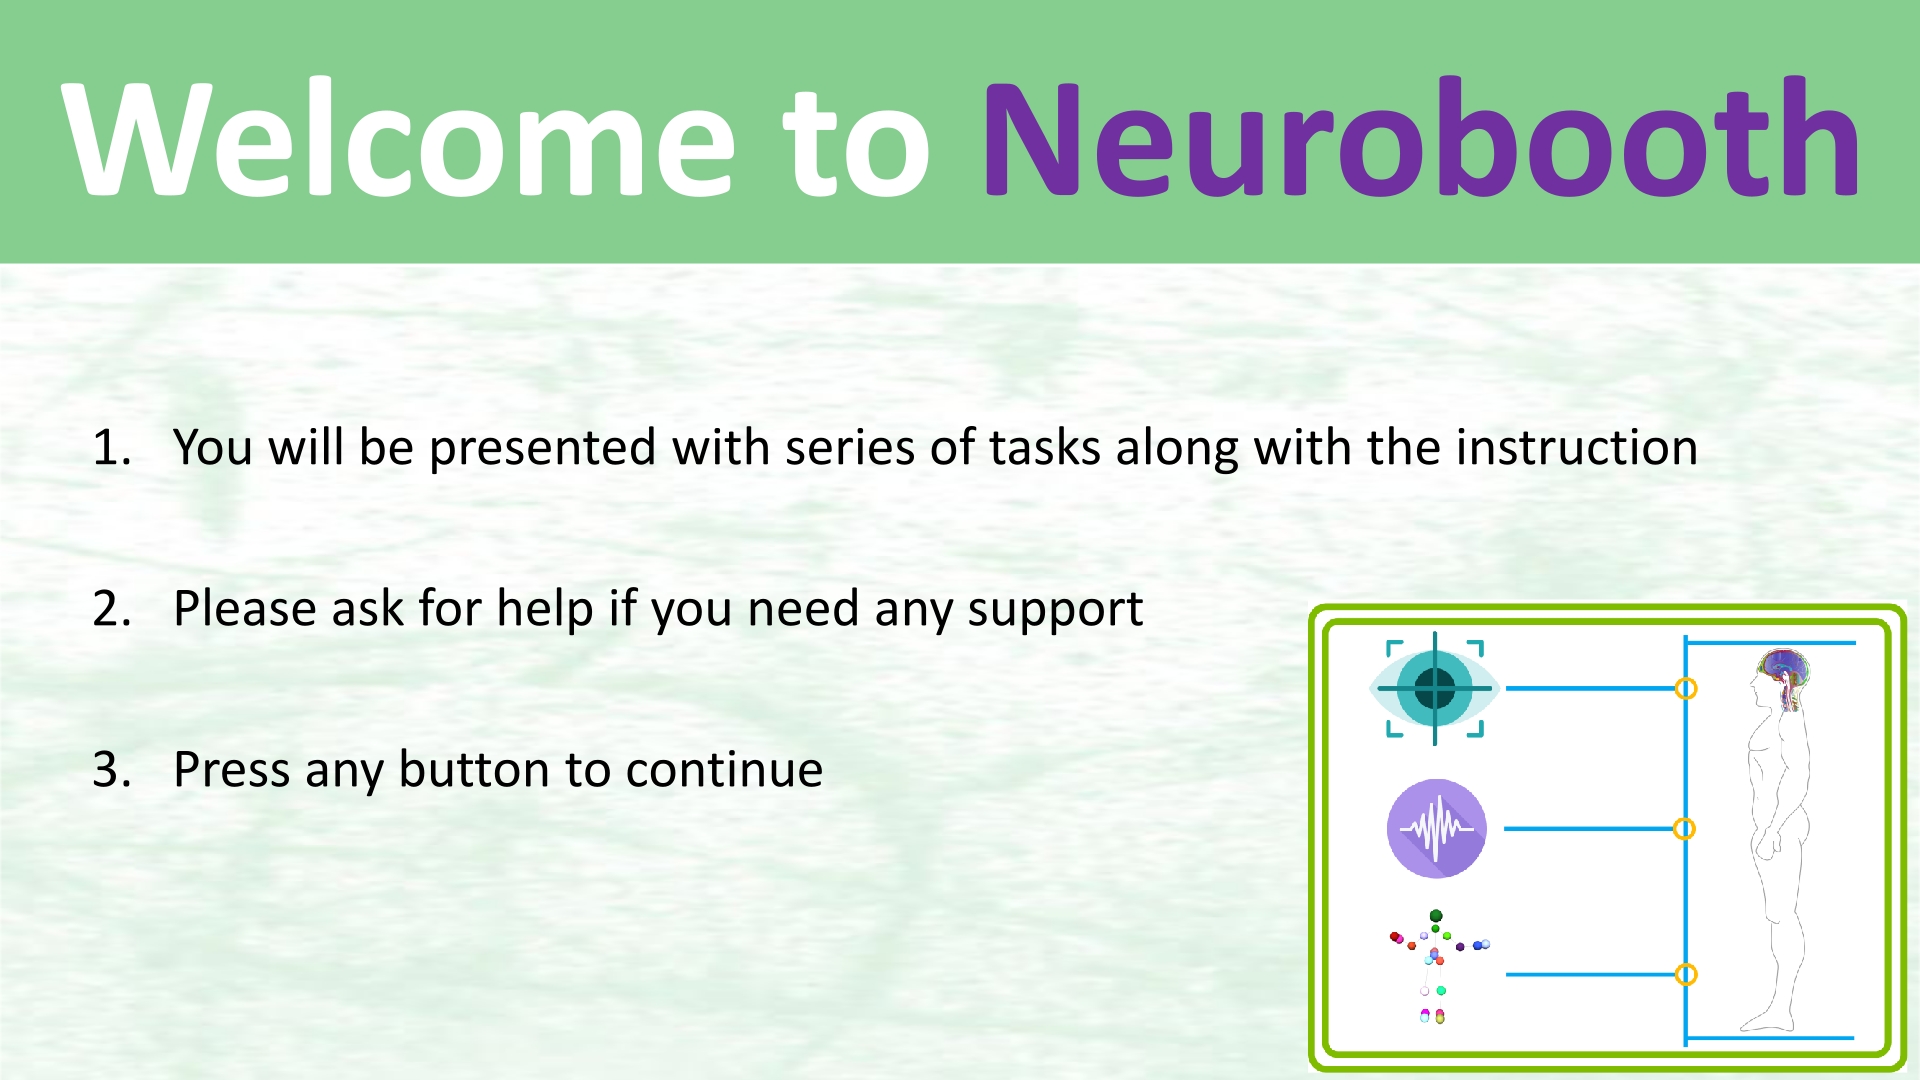 Welcome to Neurobooth
1. You will be presented with series of tasks along with the instruction
2. Please ask for help if you need any support
3. Press any button to continue